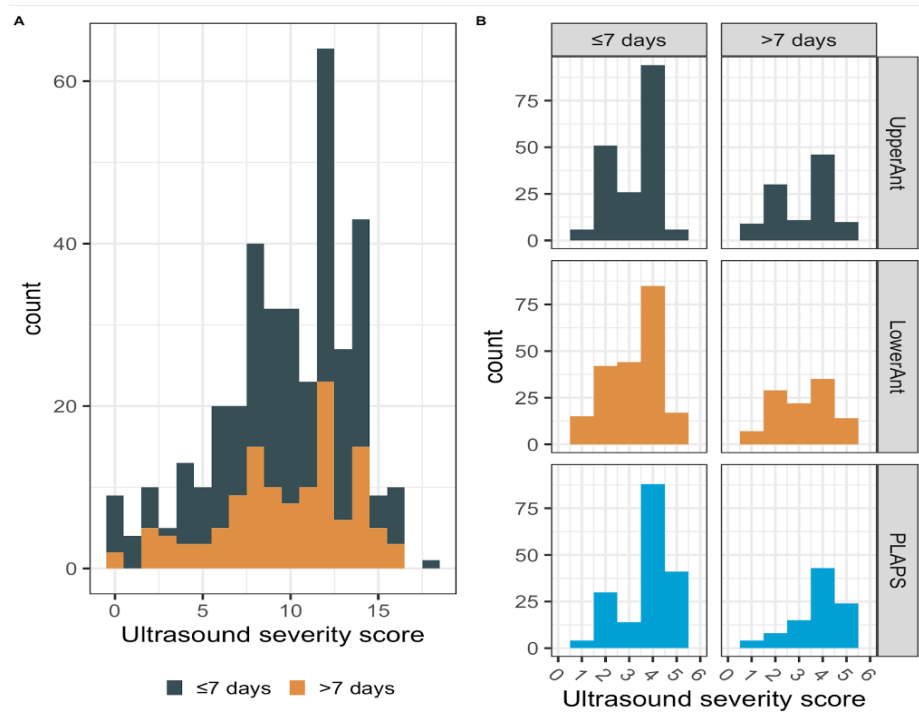 A
count
60
40
20
0
0 5 10 15
Ultrasound severity score
≤7 days >7 days
B
≤7 days >7 days
count
75
50
25
0
UpperAnt
75
50
25
0
LowerAnt
75
50
25
0
PLAPS
0 1 2 3 4 5 6 0 1 2 3 4 5 6
Ultrasound severity score